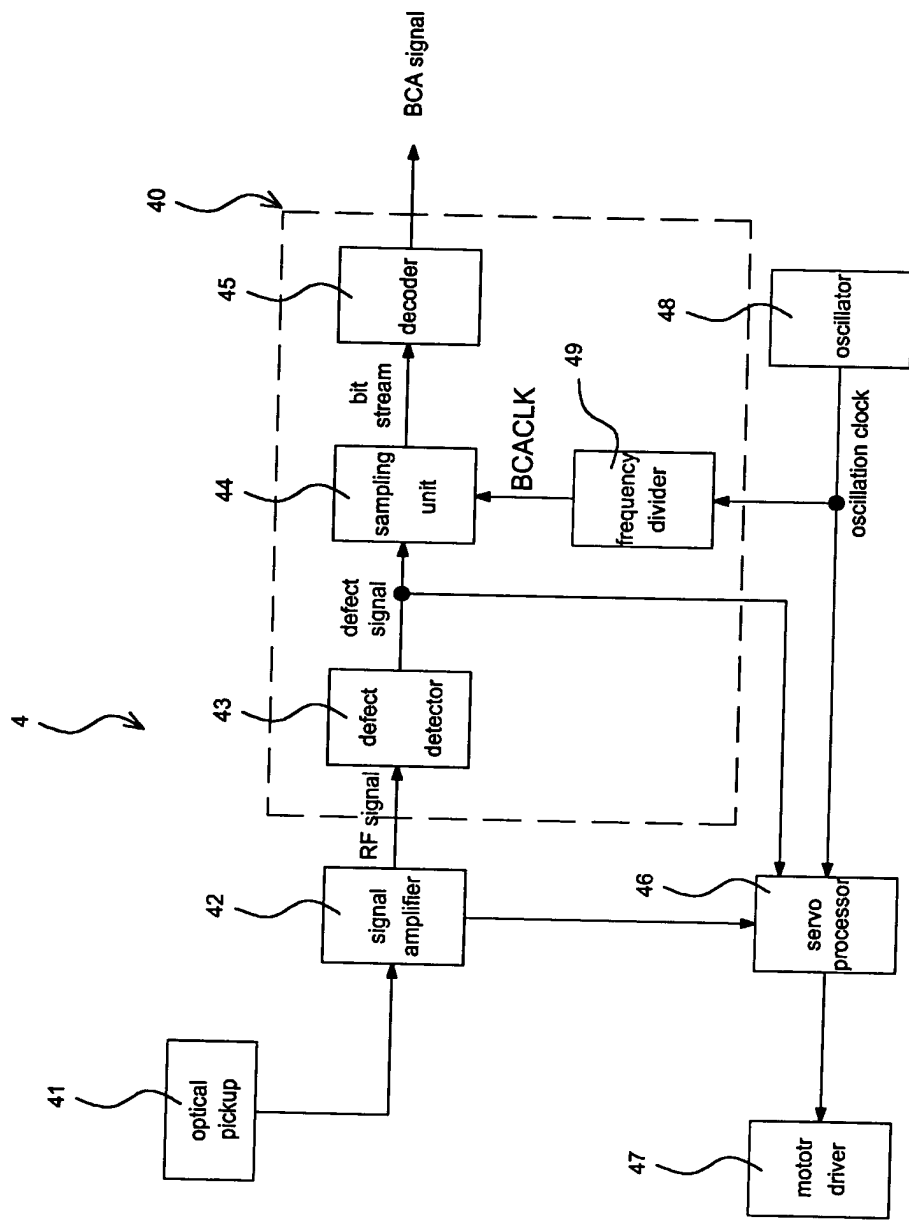 4
40
BCA signal
41
optical
pickup
42
signal
amplifier
RF signal
43
defect
detector
defect
signal
44
sampling
unit
bit
stream
45
decoder
BCACLK
49
frequency
divider
48
oscillator
oscillation clock
46
servo
processor
47
mototr
driver